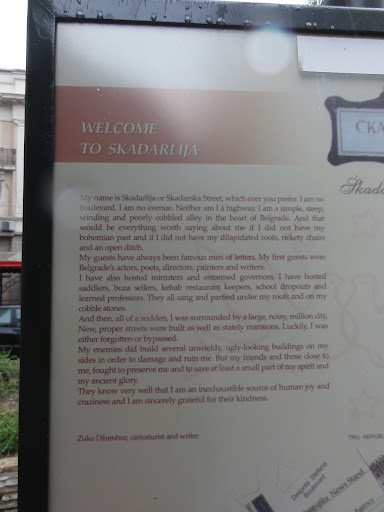 WELCOME
TO SKADARLIJA
СКА
Skada
My name is Skadarlija or Skadarska Street, which ever you prefer. I am no
boulevard. I am no avenue. Neither am I a highway. I am a simple, steep,
winding and poorly cobbled alley in the heart of Belgrade. And that
would be everything worth saying about me if I did not have my
bohemian past and if I did not have my dilapidated roofs, rickety chairs
and an open ditch.
My guests have always been famous men of letters. My first guests were
Belgrade's actors, poets, directors, painters and writers.
I have also hosted ministers and esteemed governors; I have hosted
saddlers, boza sellers, kebab restaurant keepers, school dropouts and
learned professors. They all sang and partied under my roofs and on my
cobble stones.
And then, all of a sudden, I was surrounded by a large, noisy, million city.
New, proper streets were built as well as stately mansions. Luckily, I was
either forgotten or bypassed.
My enemies did build several unwieldy, ugly-looking buildings on my
sides in order to damage and ruin me. But my friends and those close to
me, fought to preserve me and to save at least a small part of my spirit and
my ancient glory.
They know very well that I am an inexhaustible source of human joy and
craziness and I am sincerely grateful for their kindness.
Zuko Džumhur, caricaturist and writer
TRG REPUBL
Despota Stefana
Boulevard
News Stand